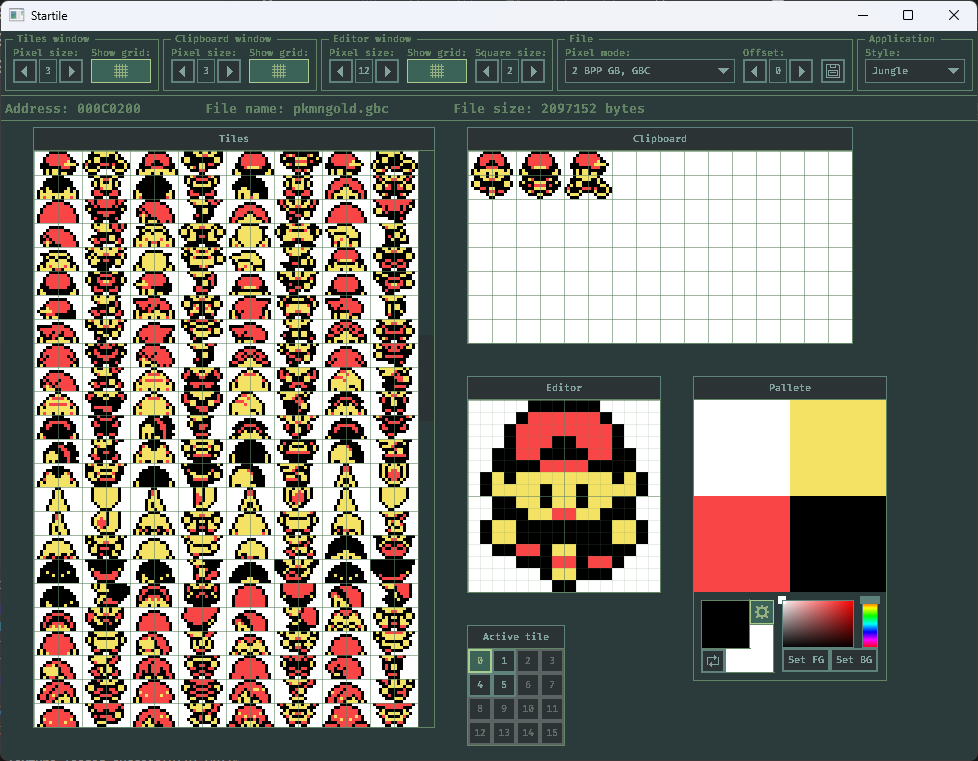 Startile
Tiles window
Clipboard window
Editor window
File
Application
Pixel size:
Show grid:
Pixel size:
Show grid:
Pixel size:
Show grid:
Square size:
Pixel mode:
Offset:
Style:
3
3
12
2
2 BPP GB, GBC
0
Jungle
Address: 000C0200
File name: pkmngold.gbc
File size: 2097152 bytes
Tiles
Clipboard
Editor
Pallete
Active tile
0 1 2 3
4 5 6 7
8 9 10 11
12 13 14 15
Set FG
Set BG